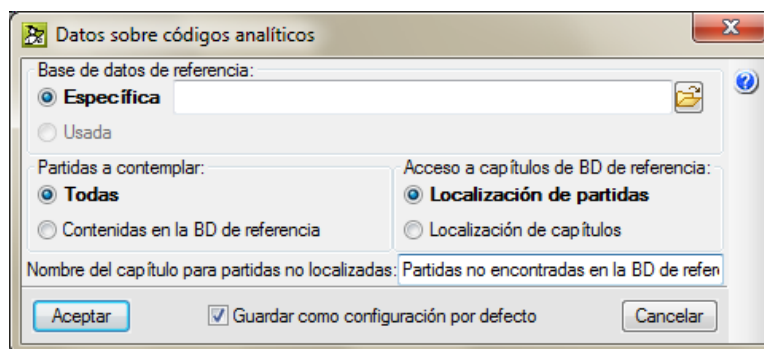 Datos sobre códigos analíticos
Base de datos de referencia:
Específica
Usada
Partidas a contemplar:
Acceso a capítulos de BD de referencia:
Todas
Localización de partidas
Contenidas en la BD de referencia
Localización de capítulos
Nombre del capítulo para partidas no localizadas: Partidas no encontradas en la BD de refer
Aceptar
Guardar como configuración por defecto
Cancelar